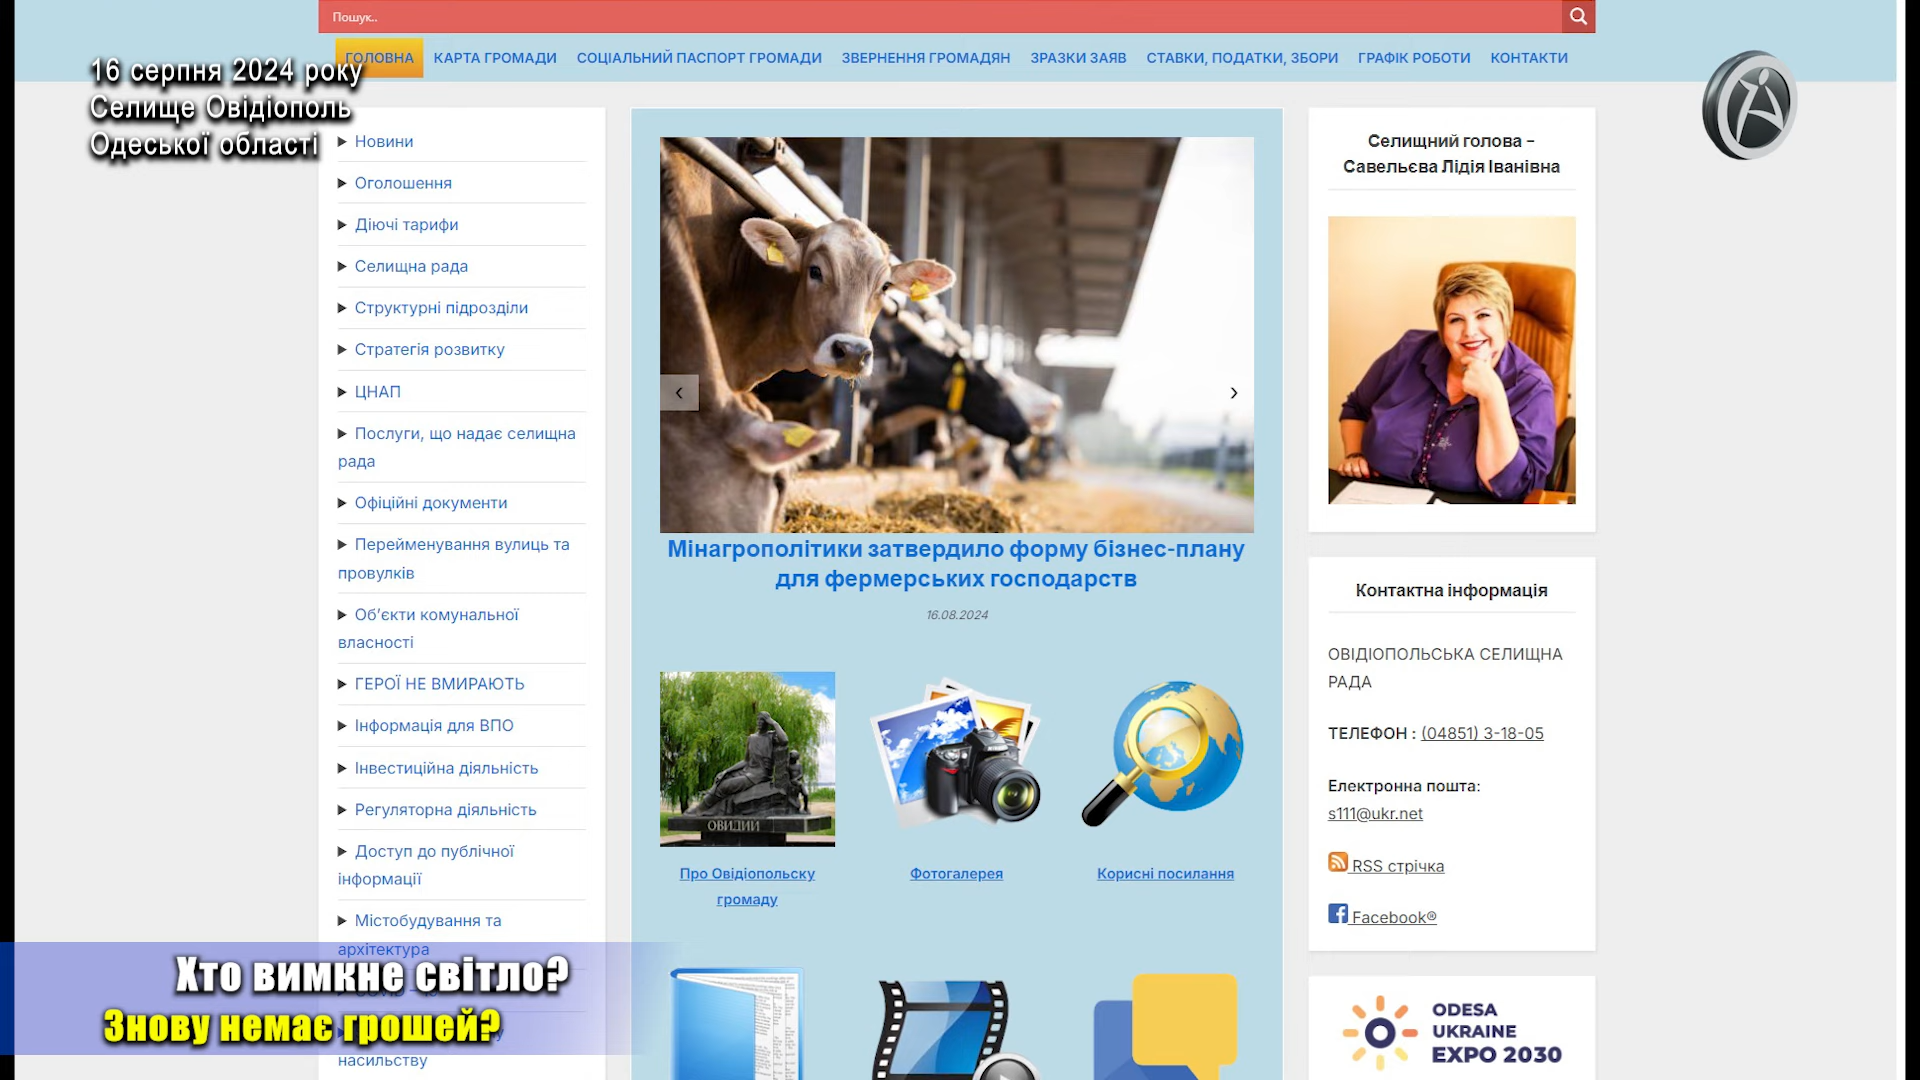 Пошук..
ГОЛОВНА
КАРТА ГРОМАДИ
СОЦІАЛЬНИЙ ПАСПОРТ ГРОМАДИ
ЗВЕРНЕННЯ ГРОМАДЯН
ЗРАЗКИ ЗАЯВ
СТАВКИ, ПОДАТКИ, ЗБОРИ
ГРАФІК РОБОТИ
КОНТАКТИ
16 серпня 2024 року
Селище Овідіополь
Одеської області
Новини
Оголошення
Діючі тарифи
Селищна рада
Структурні підрозділи
Стратегія розвитку
ЦНАП
Послуги, що надає селищна
рада
Офіційні документи
Перейменування вулиць та
провулків
Об'єкти комунальної
власності
ГЕРОЇ НЕ ВМИРАЮТЬ
Інформація для ВПО
Інвестиційна діяльність
Регуляторна діяльність
Доступ до публічної
інформації
Містобудування та
архітектура
насильству
Хто вимкне світло?
Знову немає грошей?
Мінагрополітики затвердило форму бізнес-плану
для фермерських господарств
16.08.2024
ОВИДИЙ
Про Овідіопольску
громаду
Фотогалерея
Корисні посилання
Селищний голова –
Савельєва Лідія Іванівна
Контактна інформація
ОВІДІОПОЛЬСЬКА СЕЛИЩНА
РАДА
ТЕЛЕФОН : (04851) 3-18-05
Електронна пошта:
s111@ukr.net
RSS стрічка
Facebook®
ODESA
UKRAINE
EXPO 2030